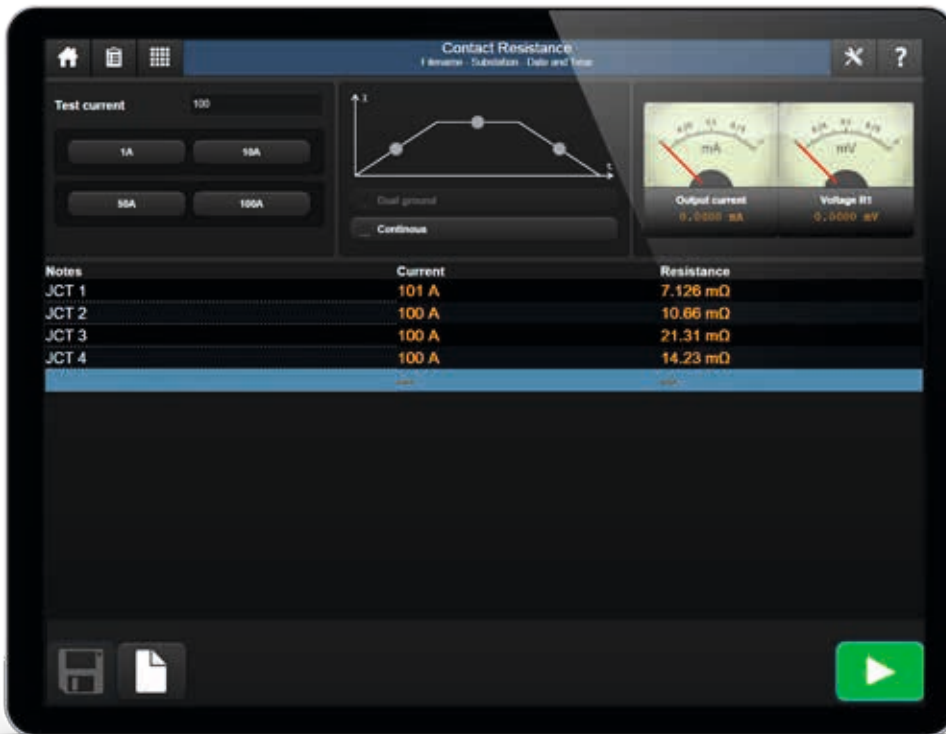 Contact Resistance
Filename - Substation - Date and Time
?
Test current 100
1A 10A
50A 100A
I
t
Dual ground
Continous
mA
mV
Output current
0.0000 mA
Voltage R1
0.0000 mV
Notes Current Resistance
JCT 1 101 A 7.126 mΩ
JCT 2 100 A 10.66 mΩ
JCT 3 100 A 21.31 mΩ
JCT 4 100 A 14.23 mΩ
--- ---